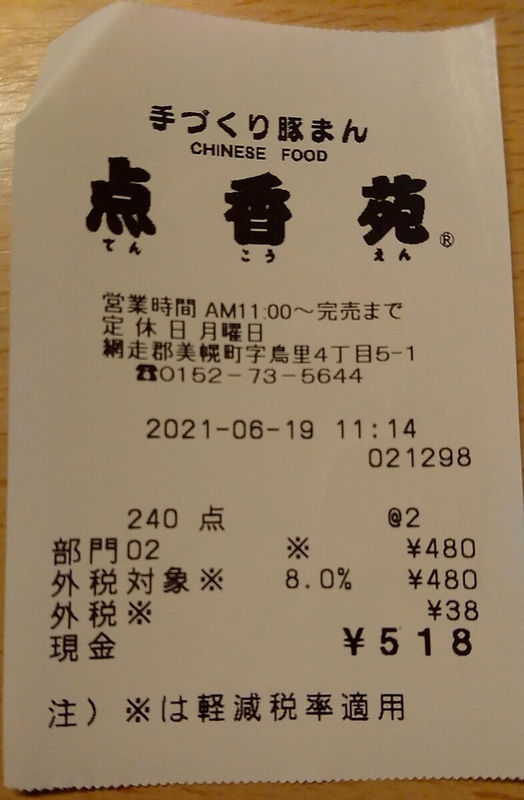 手づくり豚まん
CHINESE FOOD
点香苑®
てん こう えん
営業時間 AM11:00～完売まで
定休日 月曜日
網走郡美幌町字鳥里4丁目5-1
☎0152-73-5644
2021-06-19 11:14
021298
240 点 @2
部門02 ※ ¥480
外税対象※ 8.0% ¥480
外税※ ¥38
現金 ¥518
注）※は軽減税率適用